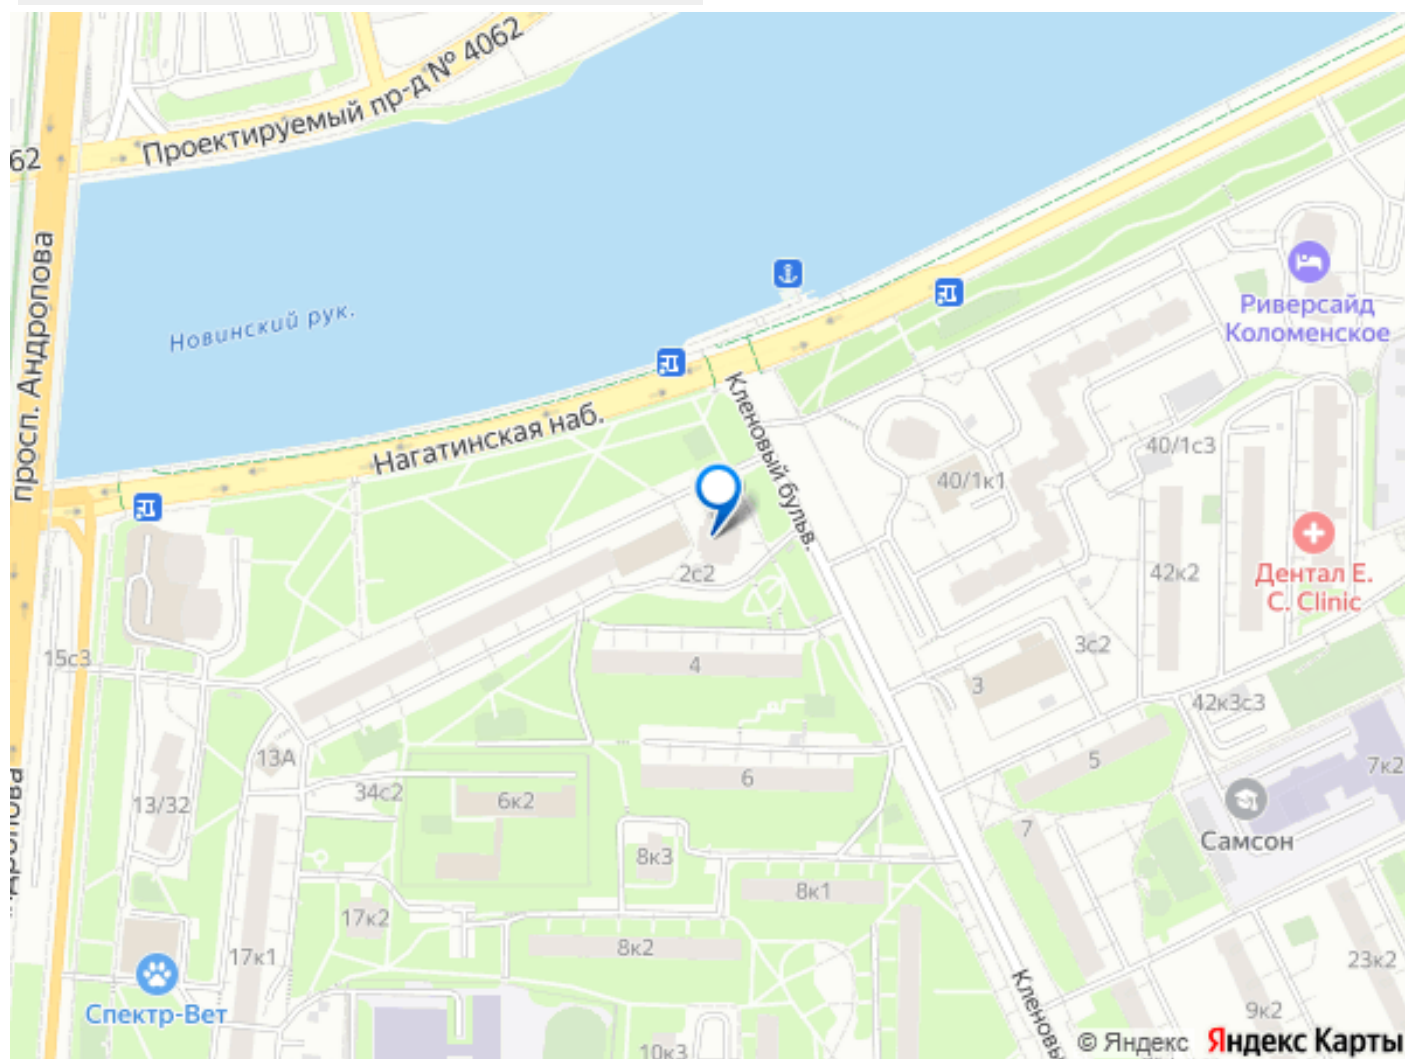 Проектируемый пр-д № 4062
62
просп. Андропова
Новинский рук.
Риверсайд
Коломенское
Нагатинская наб.
Кленовый бульв.
40/1с3
40/1к1
2с2
42к2
Дентал Е.
С. Clinic
15с3
4
3с2
3
42к3с3
13А
5
7к2
6
34с2
6к2
13/32
7
Самсон
8к3
8к1
17к2
8к2
17к1
23к2
Спектр-Вет
9к2
10к3
Кленовы
© Яндекс Яндекс Карты